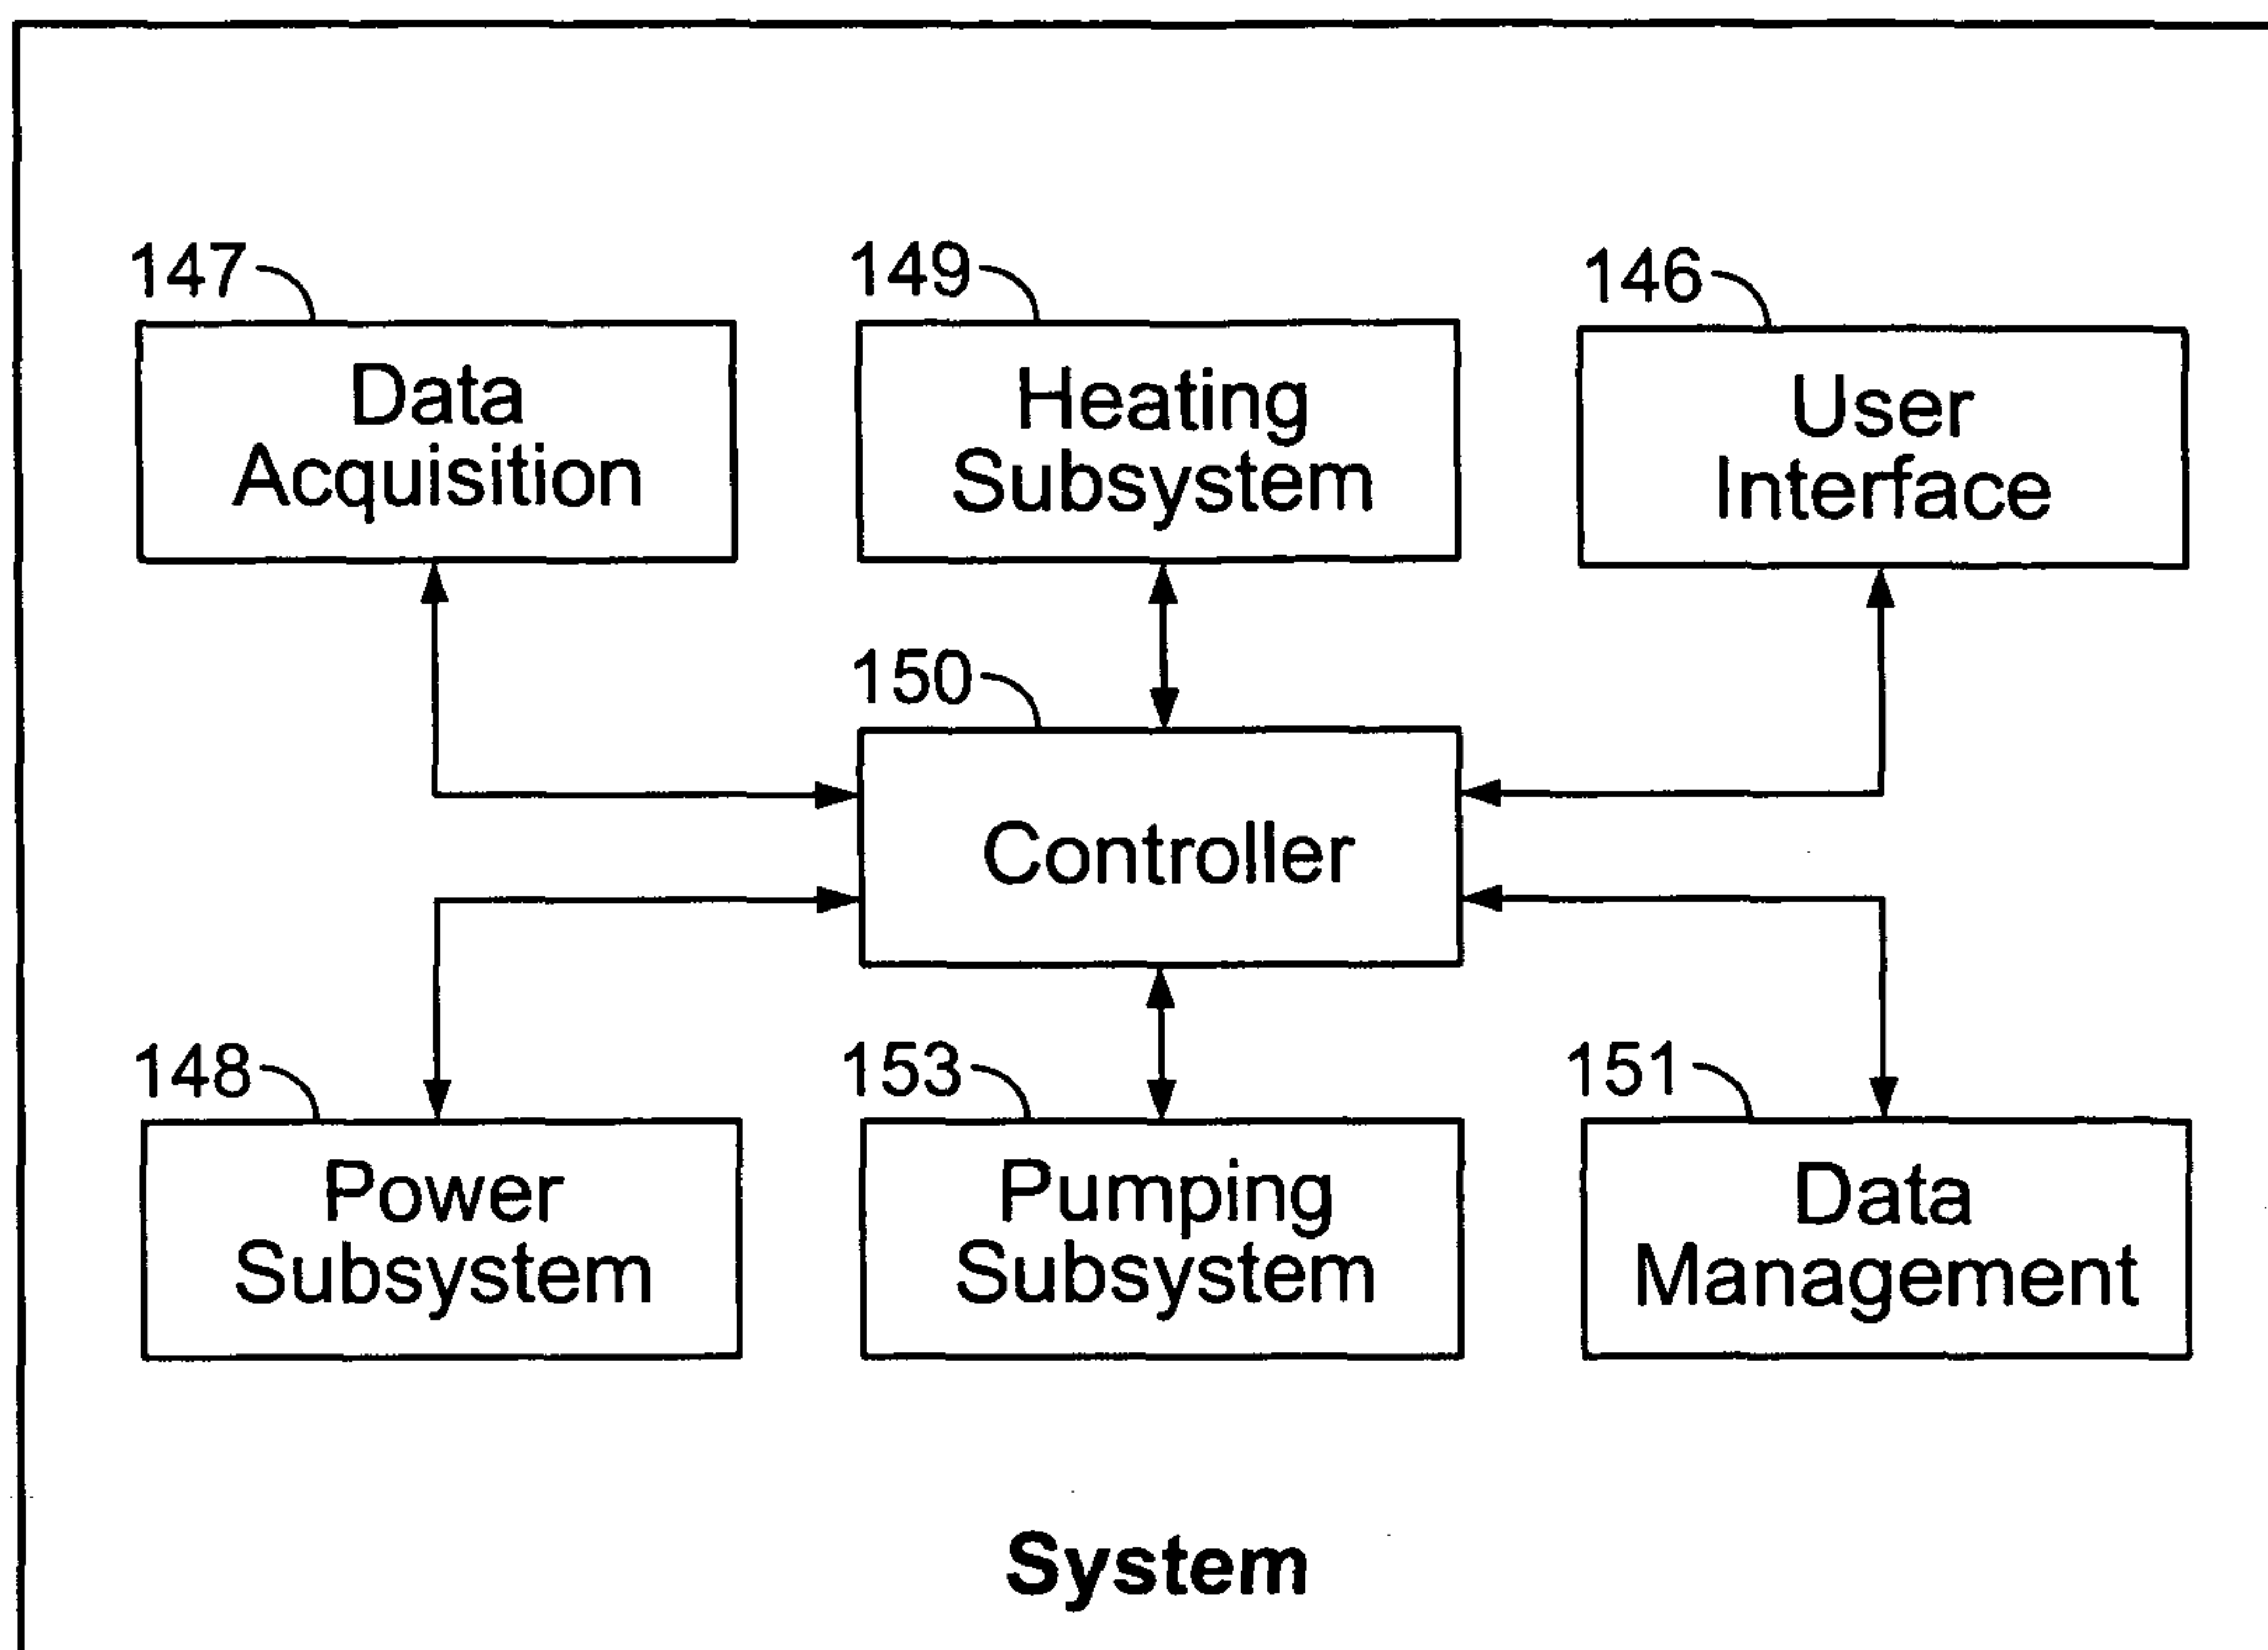 147
149
146
Data
Acquisition
Heating
Subsystem
User
Interface
150
Controller
148
153
151
Power
Subsystem
Pumping
Subsystem
Data
Management
System